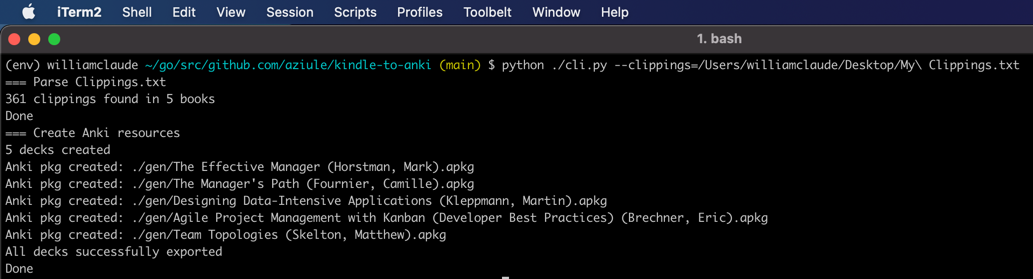 iTerm2 Shell Edit View Session Scripts Profiles Toolbelt Window Help
1. bash
(env) williamclaude ~/go/src/github.com/aziule/kindle-to-anki (main) $ python ./cli.py --clippings=/Users/williamclaude/Desktop/My\ Clippings.txt
=== Parse Clippings.txt
361 clippings found in 5 books
Done
=== Create Anki resources
5 decks created
Anki pkg created: ./gen/The Effective Manager (Horstman, Mark).apkg
Anki pkg created: ./gen/The Manager's Path (Fournier, Camille).apkg
Anki pkg created: ./gen/Designing Data-Intensive Applications (Kleppmann, Martin).apkg
Anki pkg created: ./gen/Agile Project Management with Kanban (Developer Best Practices) (Brechner, Eric).apkg
Anki pkg created: ./gen/Team Topologies (Skelton, Matthew).apkg
All decks successfully exported
Done